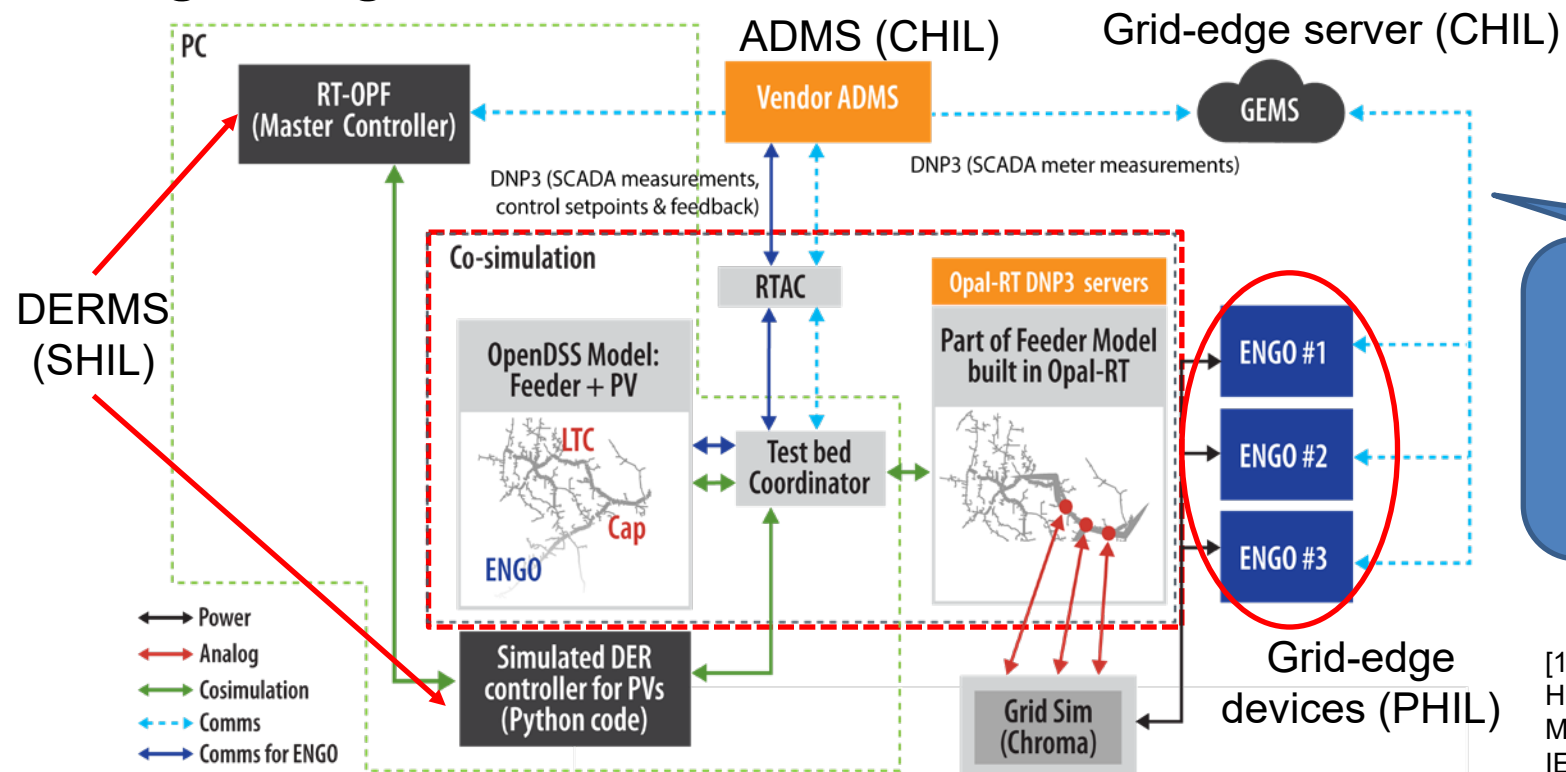 PC
ADMS (CHIL)
Grid-edge server (CHIL)
RT-OPF
(Master Controller)
Vendor ADMS
GEMS
DNP3 (SCADA measurements,
control setpoints & feedback)
DNP3 (SCADA meter measurements)
DERMS
(SHIL)
Co-simulation
RTAC
Opal-RT DNP3 servers
OpenDSS Model:
Feeder + PV
LTC
Cap
ENGO
Test bed
Coordinator
Part of Feeder Model
built in Opal-RT
ENGO #1
ENGO #2
ENGO #3
Power
Analog
Cosimulation
Comms
Comms for ENGO
Simulated DER
controller for PVs
(Python code)
Grid Sim
(Chroma)
Grid-edge
devices (PHIL)
[1
H
M
IE